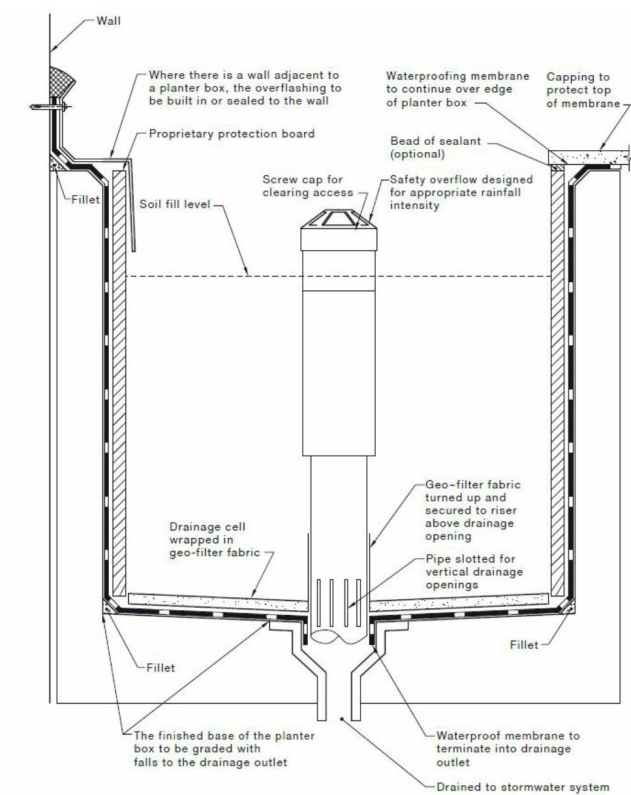 Wall
Where there is a wall adjacent to
a planter box, the overflashing to
be built in or sealed to the wall
Waterproofing membrane
to continue over edge
of planter box
Capping to
protect top
of membrane
Proprietary protection board
Bead of sealant
(optional)
Screw cap for
clearing access
Safety overflow designed
for appropriate rainfall
intensity
Fillet
Soil fill level
Geo-filter fabric
turned up and
secured to riser
above drainage
opening
Drainage cell
wrapped in
geo-filter fabric
Pipe slotted for
vertical drainage
openings
Fillet
Fillet
The finished base of the planter
box to be graded with
falls to the drainage outlet
Waterproof membrane to
terminate into drainage
outlet
Drained to stormwater system